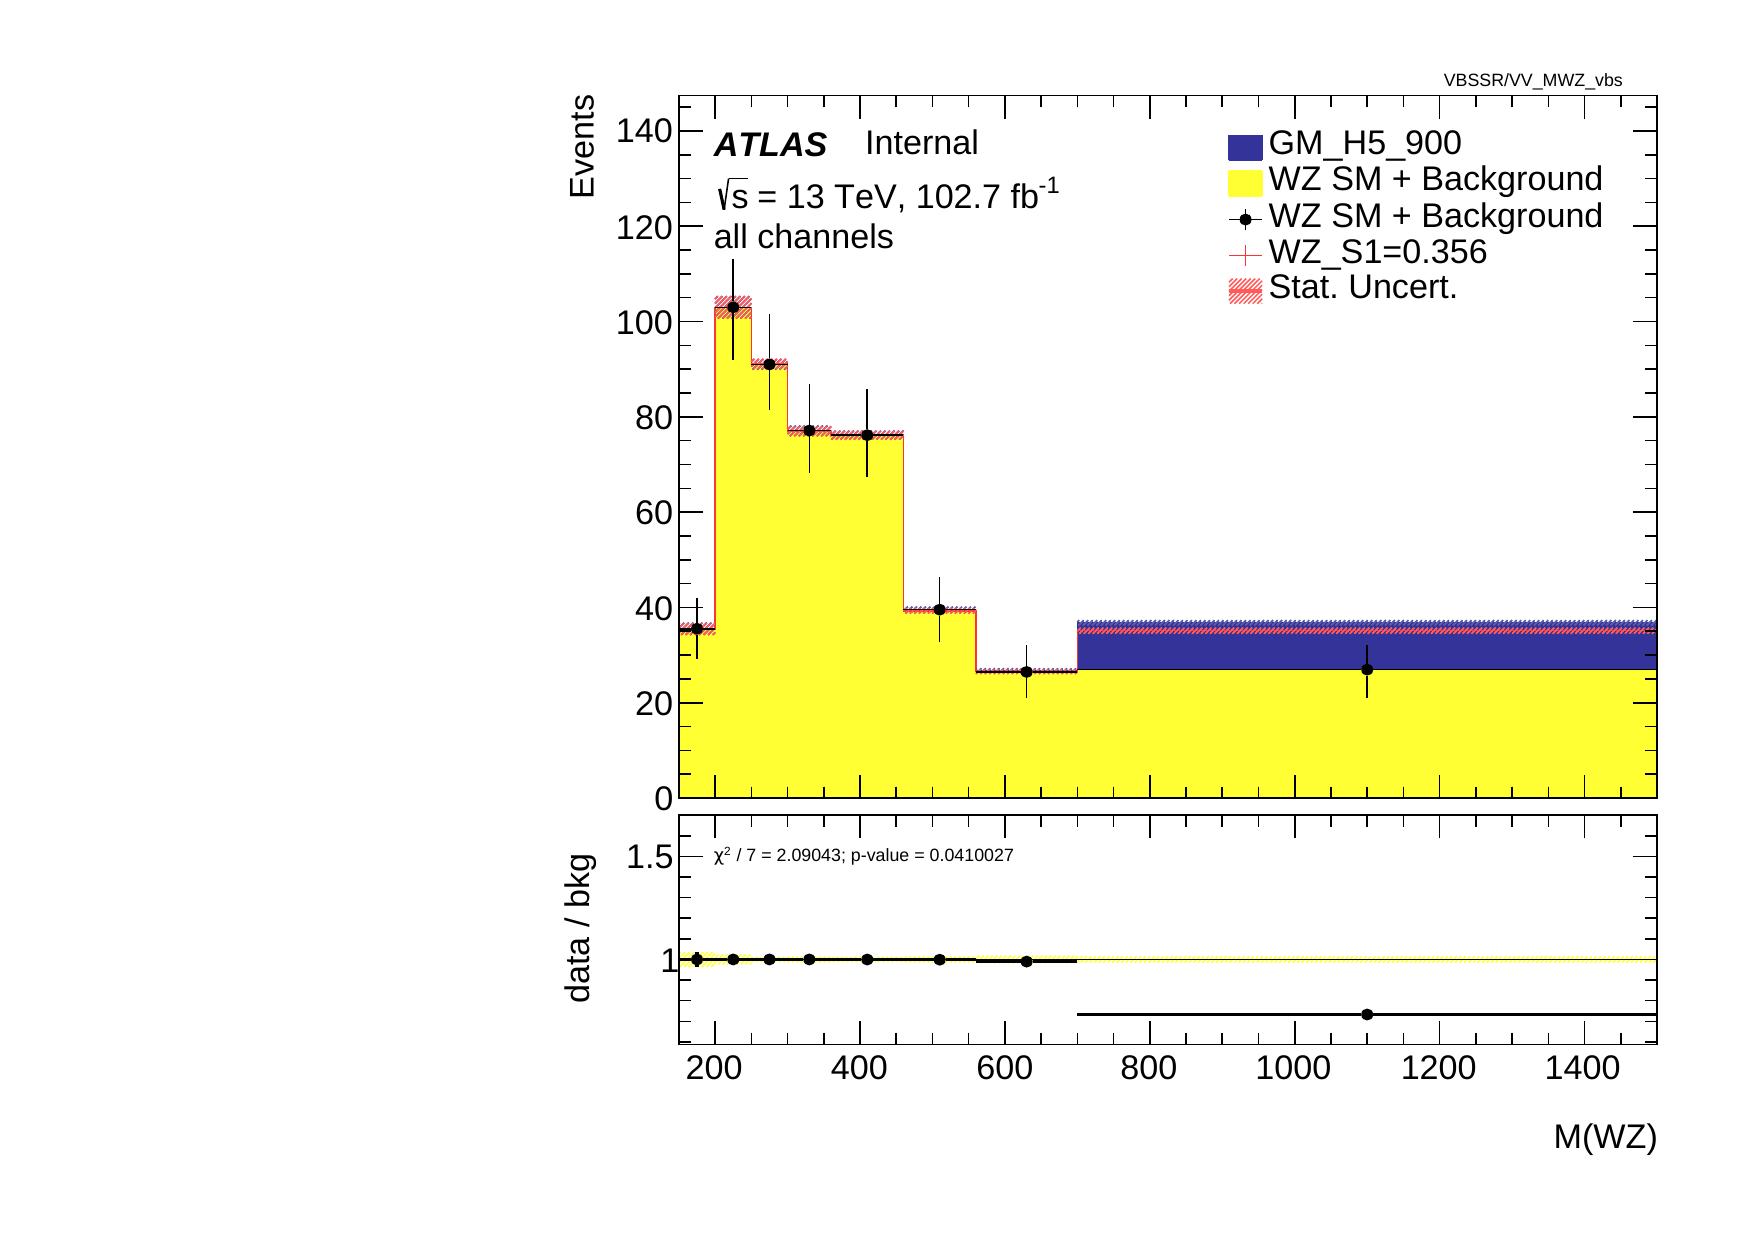 VBSSR/VV_MWZ_vbs
Events
140
120
100
80
60
40
20
0
ATLAS Internal
√s = 13 TeV, 102.7 fb-1
all channels
GM_H5_900
WZ SM + Background
WZ SM + Background
WZ_S1=0.356
Stat. Uncert.
data / bkg
1.5
1
χ2 / 7 = 2.09043; p-value = 0.0410027
200 400 600 800 1000 1200 1400
M(WZ)